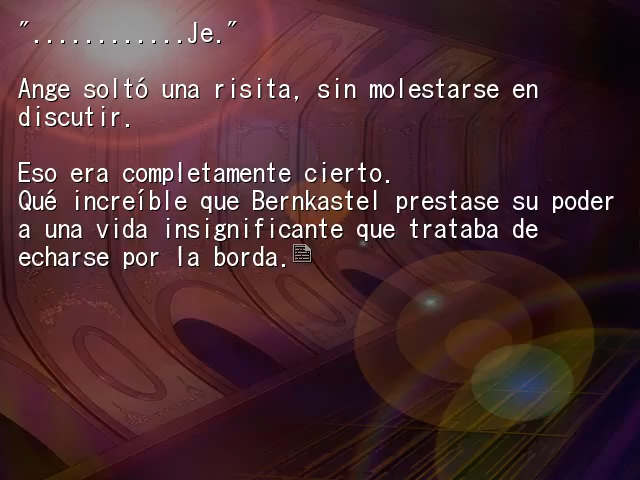 "............Je."
Ange soltó una risita, sin molestarse en
discutir.
Eso era completamente cierto.
Qué increíble que Bernkastel prestase su poder
a una vida insignificante que trataba de
echarse por la borda.